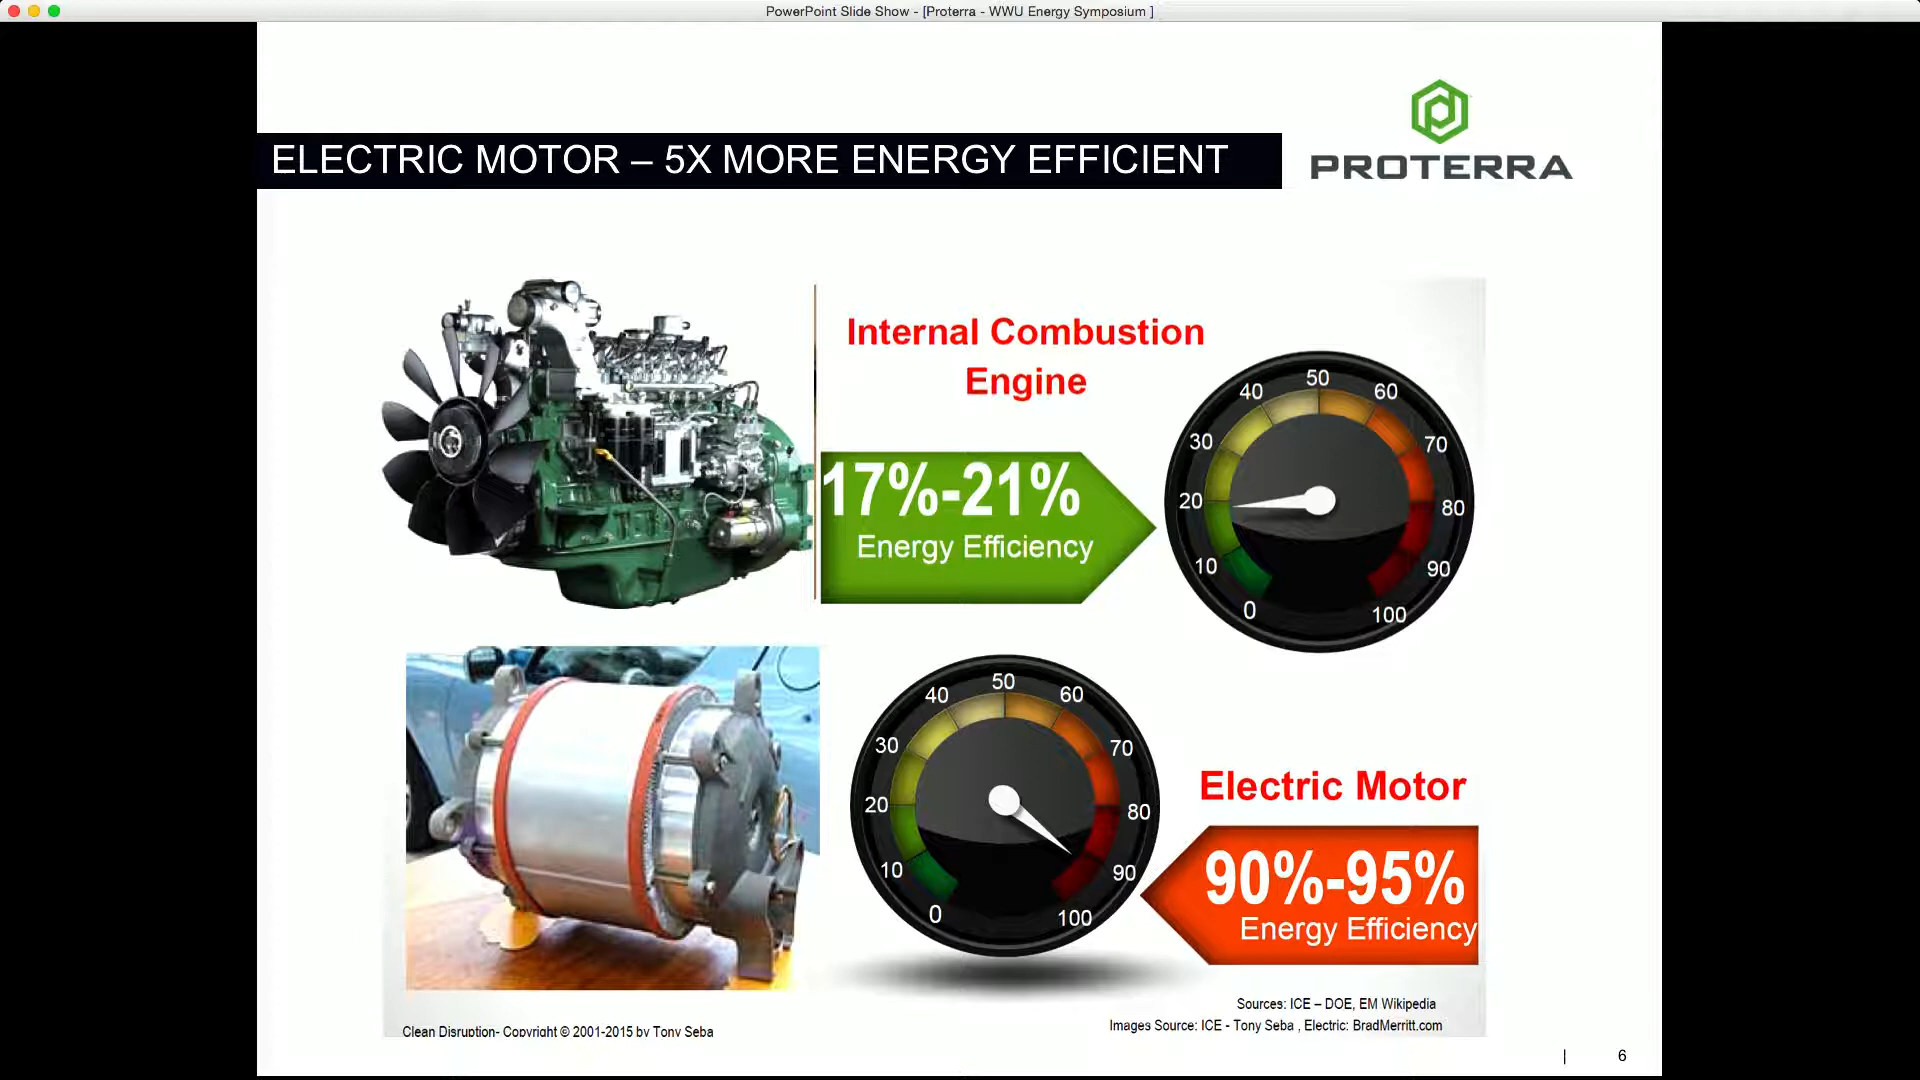 PowerPoint Slide Show - [Proterra - WWU Energy Symposium ]
ELECTRIC MOTOR – 5X MORE ENERGY EFFICIENT
PROTERRA
Internal Combustion
Engine
17%-21%
Energy Efficiency
0
10
20
30
40
50
60
70
80
90
100
0
10
20
30
40
50
60
70
80
90
100
Electric Motor
90%-95%
Energy Efficiency
Sources: ICE – DOE, EM Wikipedia
Images Source: ICE - Tony Seba , Electric: BradMerritt.com
Clean Disruption- Copyright © 2001-2015 by Tony Seba
| 6